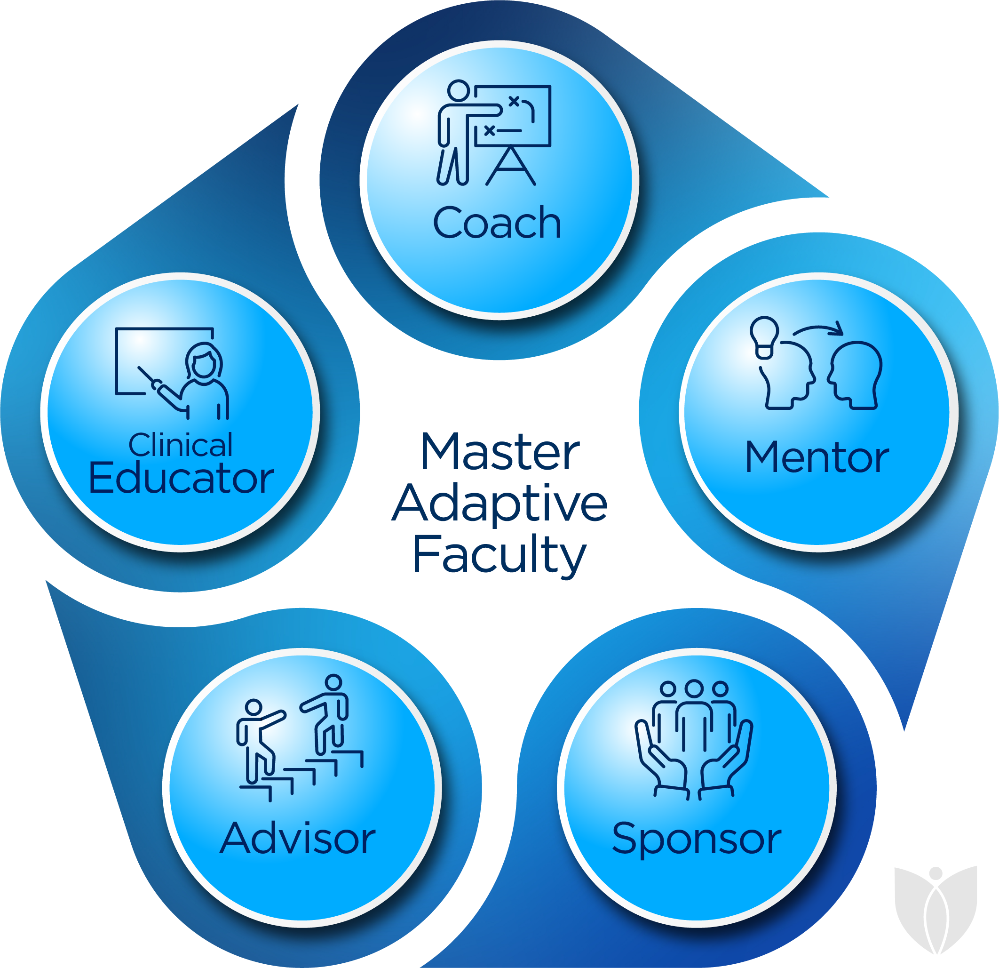 Coach
Mentor
Clinical
Educator
Master
Adaptive
Faculty
Advisor
Sponsor